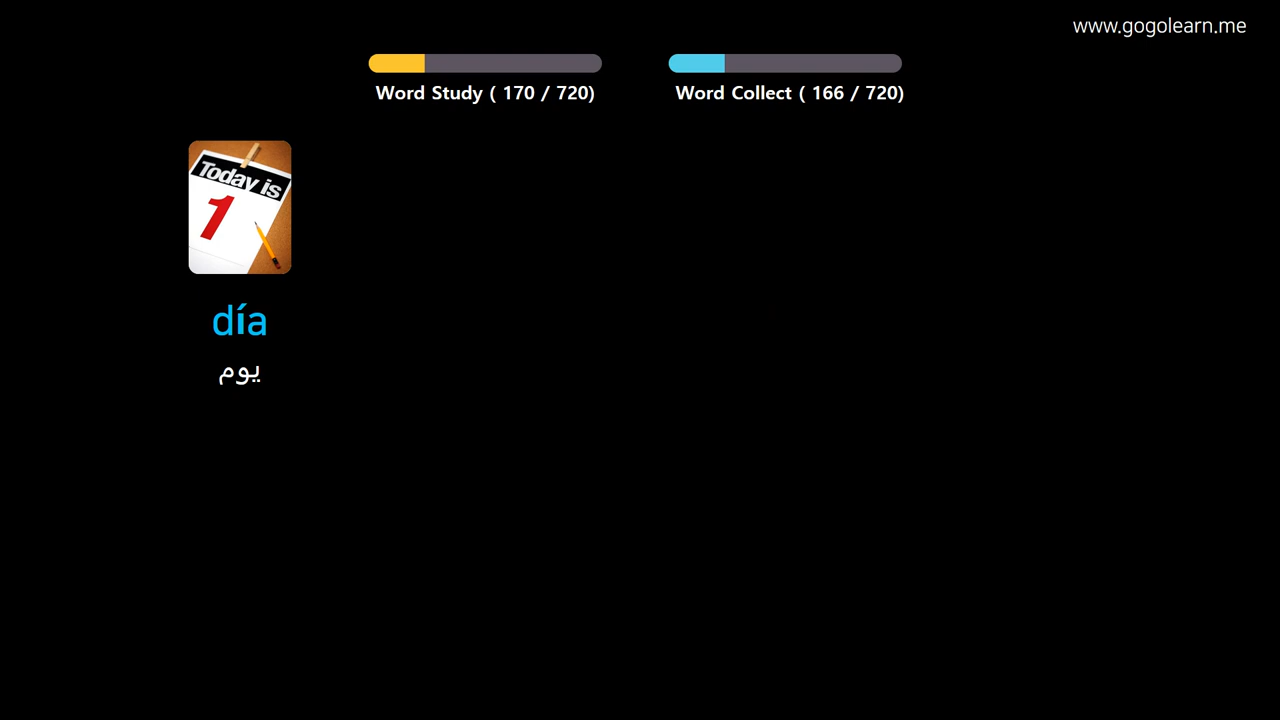 www.gogolearn.me
Word Study ( 170 / 720)
Word Collect ( 166 / 720)
Today is
1
día
يوم